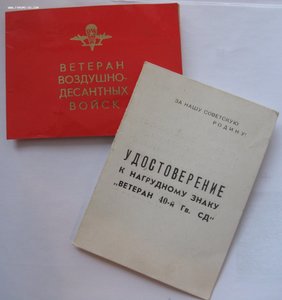 ВЕТЕРАН
ВОЗДУШНО-
ДЕСАНТНЫХ
ВОЙСК
ЗА НАШУ СОВЕТСКУЮ
РОДИНУ!
УДОСТОВЕРЕНИЕ
К НАГРУДНОМУ ЗНАКУ
„ВЕТЕРАН 40-й Гв. СД"